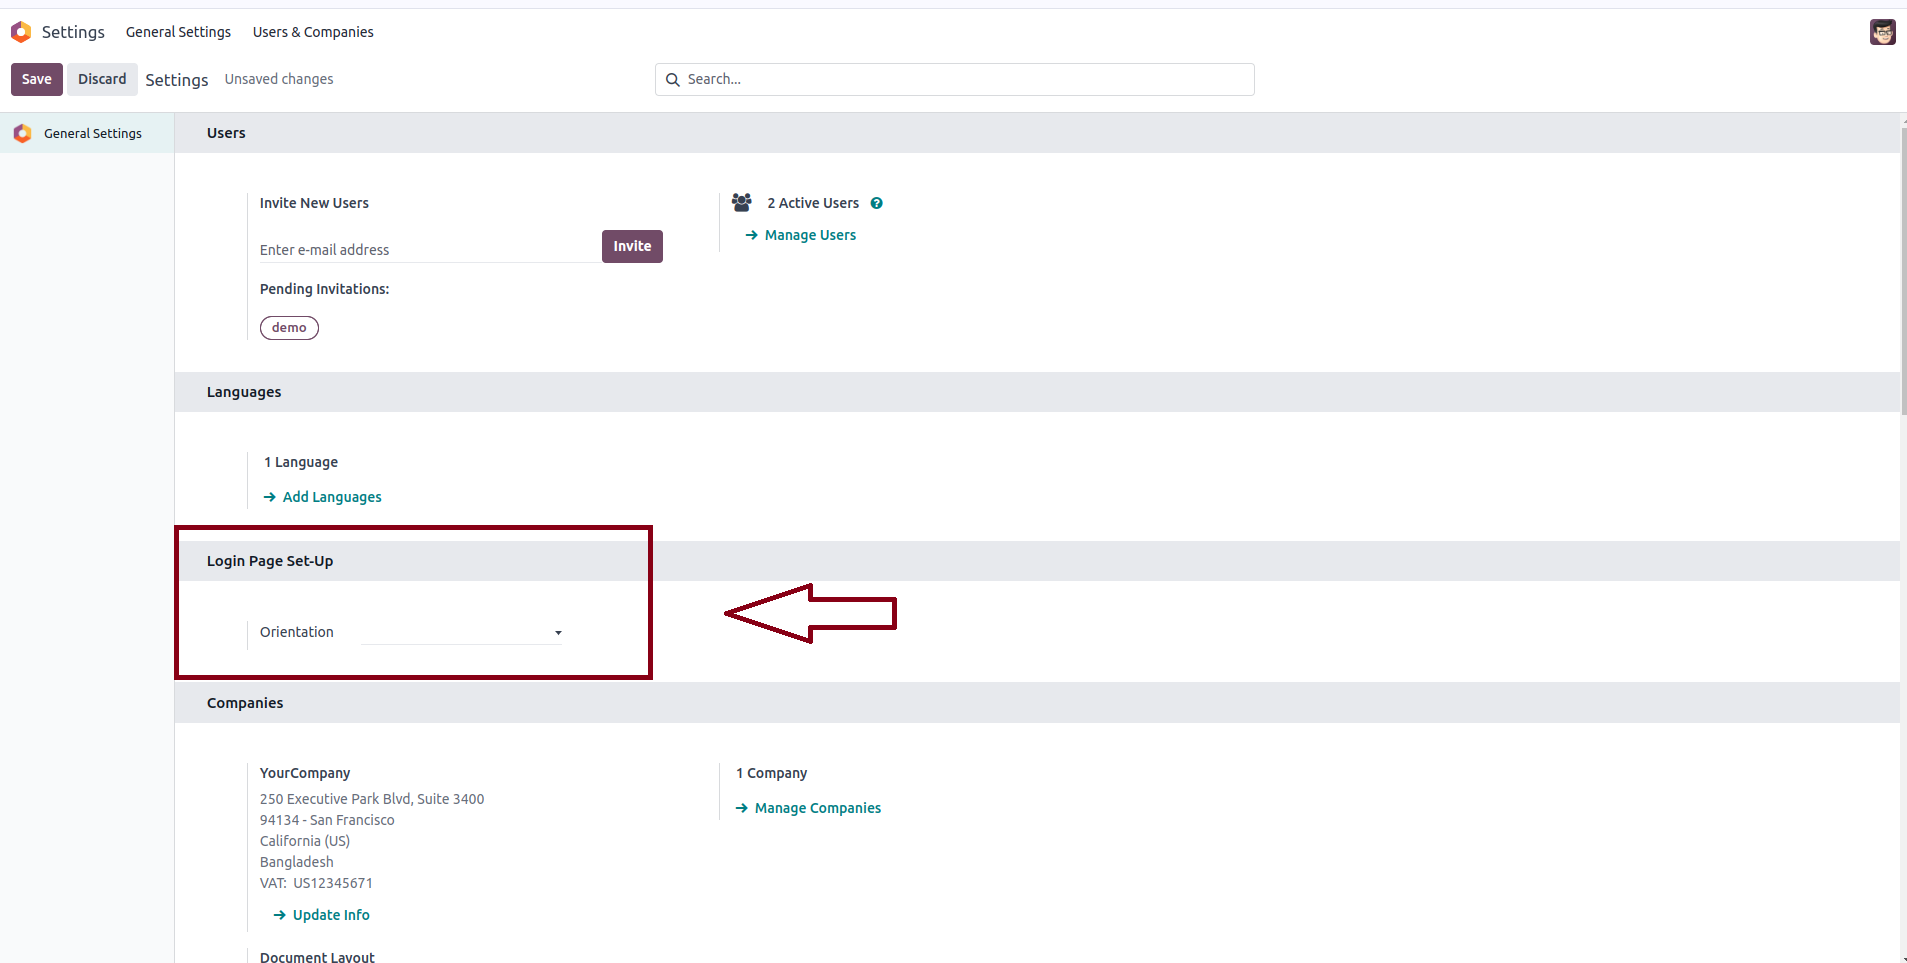 Settings General Settings Users & Companies
Save Discard Settings Unsaved changes Search...
General Settings
Users
Invite New Users
Enter e-mail address Invite
Pending Invitations:
demo
2 Active Users ?
Manage Users
Languages
1 Language
Add Languages
Login Page Set-Up
Orientation
Companies
YourCompany
250 Executive Park Blvd, Suite 3400
94134 - San Francisco
California (US)
Bangladesh
VAT: US12345671
Update Info
1 Company
Manage Companies
Document Layout